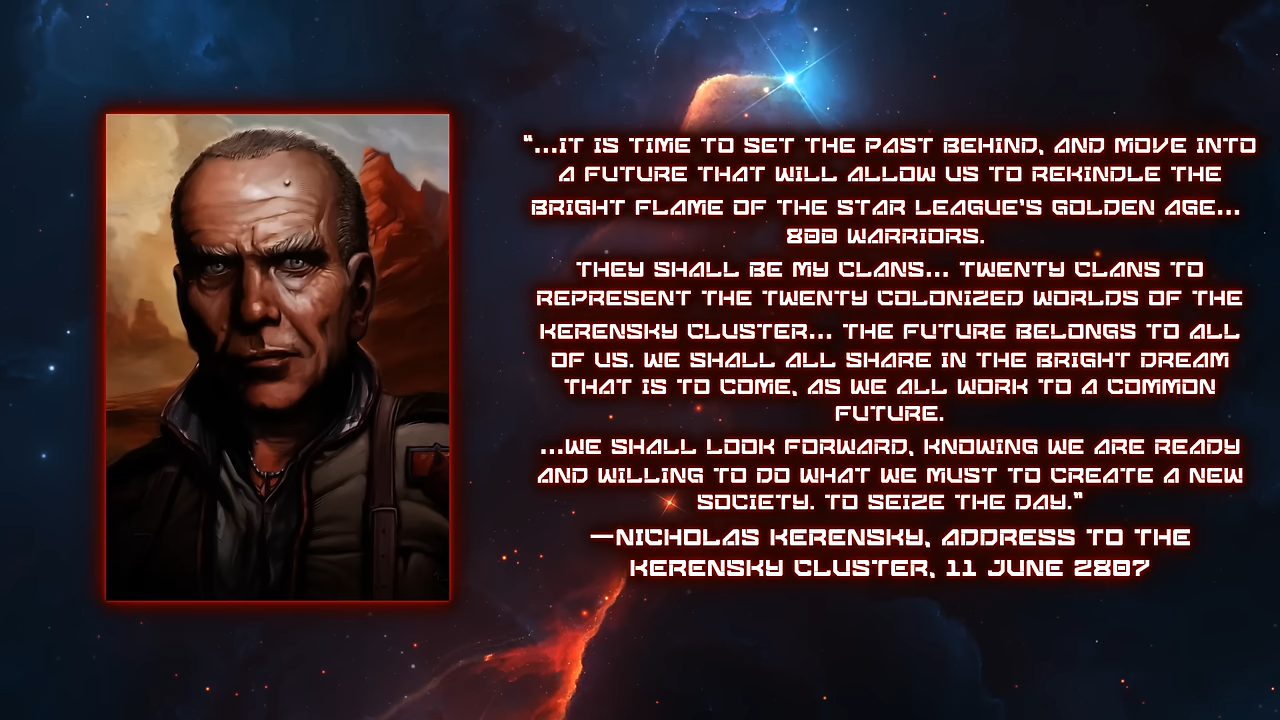 “...IT IS TIME TO SET THE PAST BEHIND, AND MOVE INTO
A FUTURE THAT WILL ALLOW US TO REKINDLE THE
BRIGHT FLAME OF THE STAR LEAGUE'S GOLDEN AGE...
800 WARRIORS.
THEY SHALL BE MY CLANS... TWENTY CLANS TO
REPRESENT THE TWENTY COLONIZED WORLDS OF THE
KERENSKY CLUSTER... THE FUTURE BELONGS TO ALL
OF US. WE SHALL ALL SHARE IN THE BRIGHT DREAM
THAT IS TO COME, AS WE ALL WORK TO A COMMON
FUTURE.
...WE SHALL LOOK FORWARD, KNOWING WE ARE READY
AND WILLING TO DO WHAT WE MUST TO CREATE A NEW
SOCIETY. TO SEIZE THE DAY.”
—NICHOLAS KERENSKY, ADDRESS TO THE
KERENSKY CLUSTER, 11 JUNE 2807